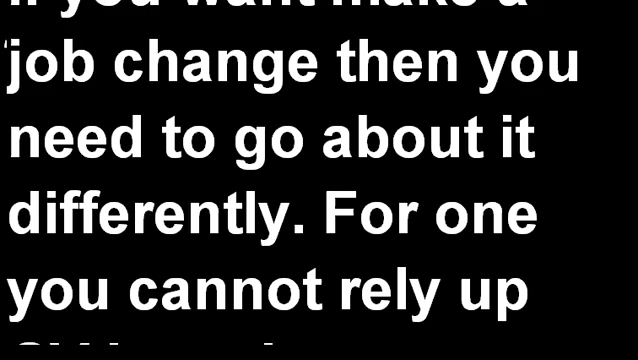 if you want make a
job change then you
need to go about it
differently. For one
you cannot rely up